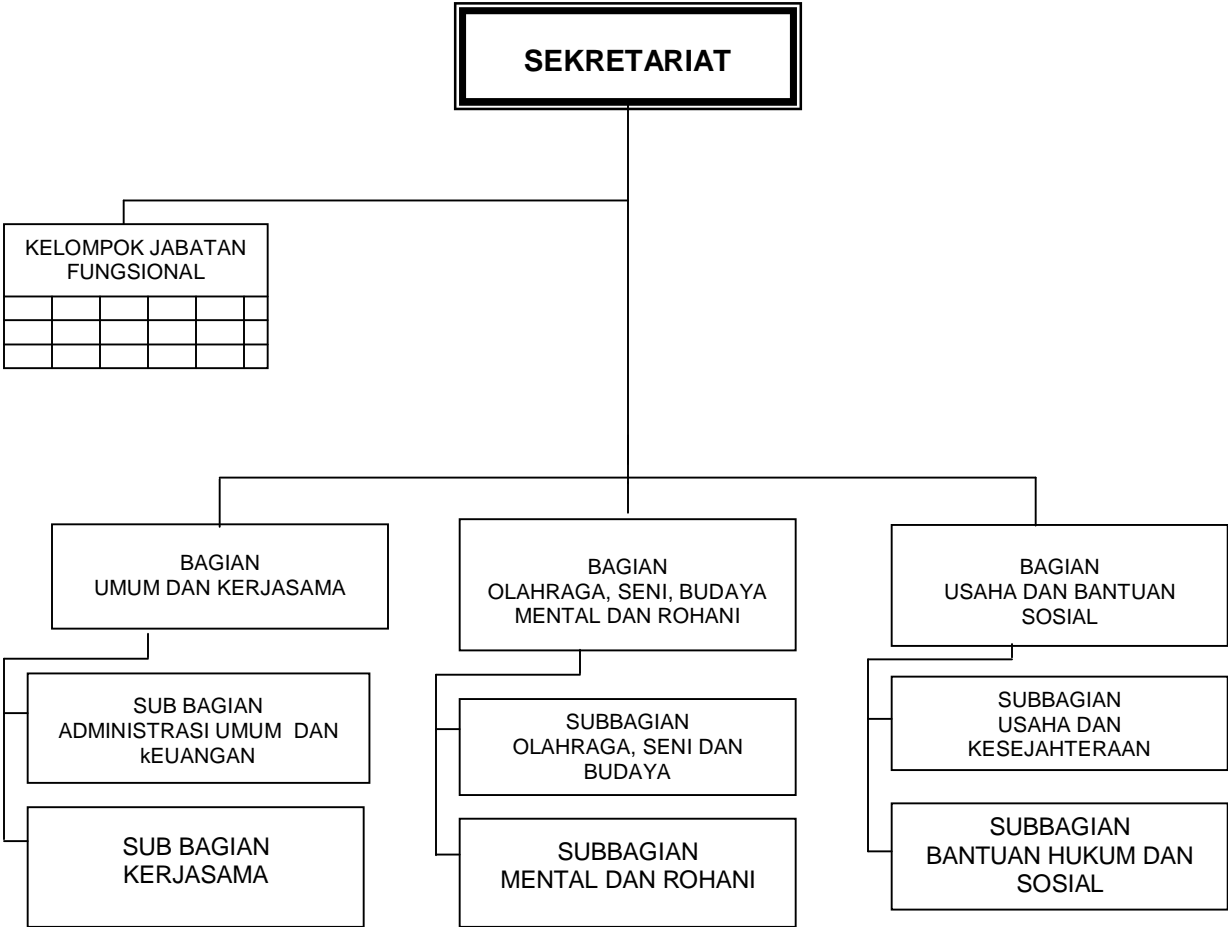 SEKRETARIAT
KELOMPOK JABATAN
FUNGSIONAL
BAGIAN
UMUM DAN KERJASAMA
BAGIAN
OLAHRAGA, SENI, BUDAYA
MENTAL DAN ROHANI
BAGIAN
USAHA DAN BANTUAN
SOSIAL
SUB BAGIAN
ADMINISTRASI UMUM  DAN
kEUANGAN
SUBBAGIAN
OLAHRAGA, SENI DAN
BUDAYA
SUBBAGIAN
USAHA DAN
KESEJAHTERAAN
SUB BAGIAN
KERJASAMA
SUBBAGIAN
MENTAL DAN ROHANI
SUBBAGIAN
BANTUAN HUKUM DAN
SOSIAL